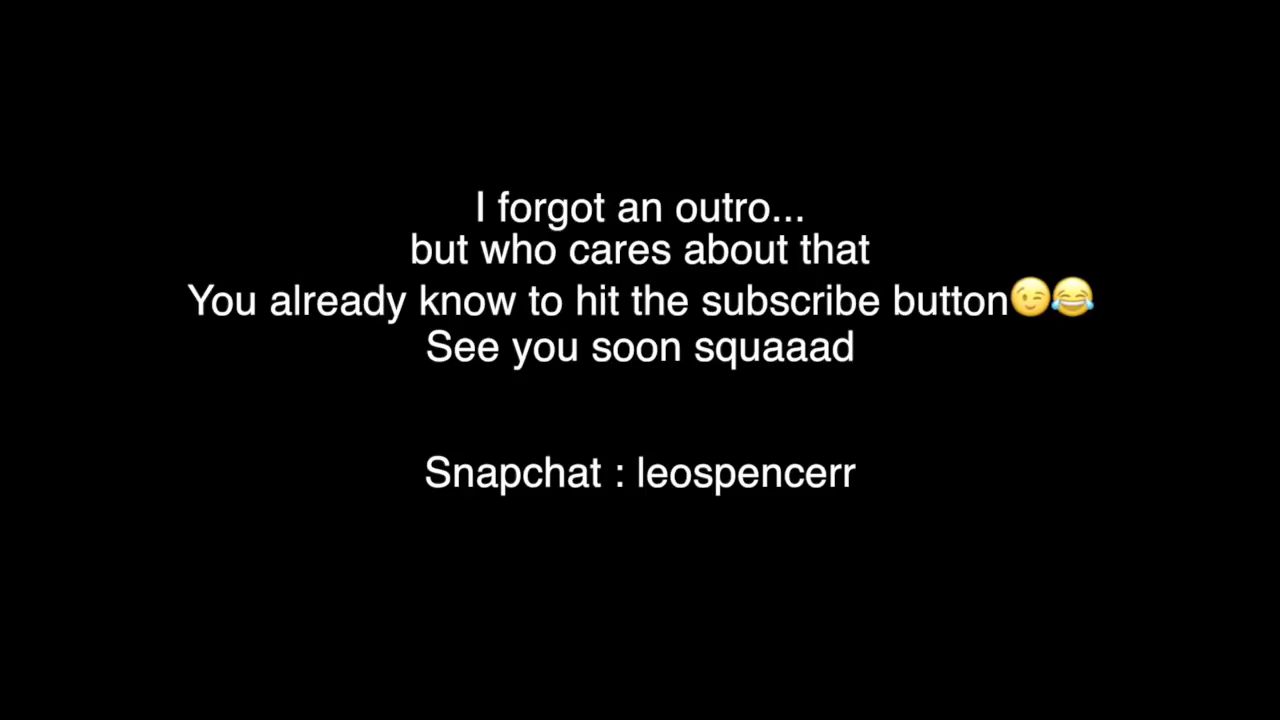 I forgot an outro...
but who cares about that
You already know to hit the subscribe button😉😂
See you soon squaaad
Snapchat : leospencerr